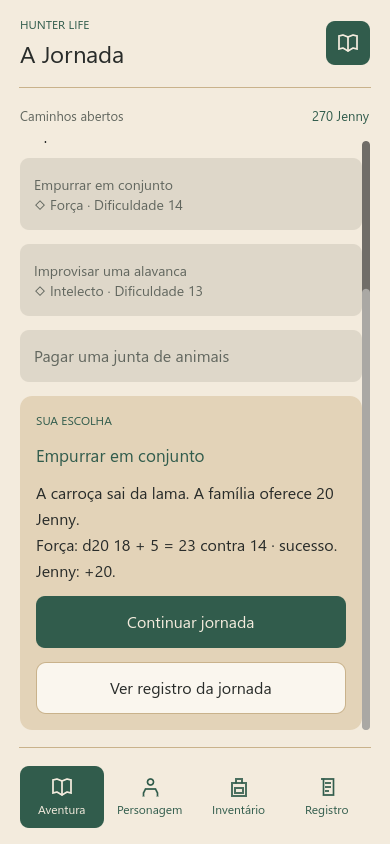 HUNTER LIFE
A Jornada
Caminhos abertos
270 Jenny
Empurrar em conjunto
◇ Força · Dificuldade 14
Improvisar uma alavanca
◇ Intelecto · Dificuldade 13
Pagar uma junta de animais
SUA ESCOLHA
Empurrar em conjunto
A carroça sai da lama. A família oferece 20
Jenny.
Força: d20 18 + 5 = 23 contra 14 · sucesso.
Jenny: +20.
Continuar jornada
Ver registro da jornada
Aventura
Personagem
Inventário
Registro